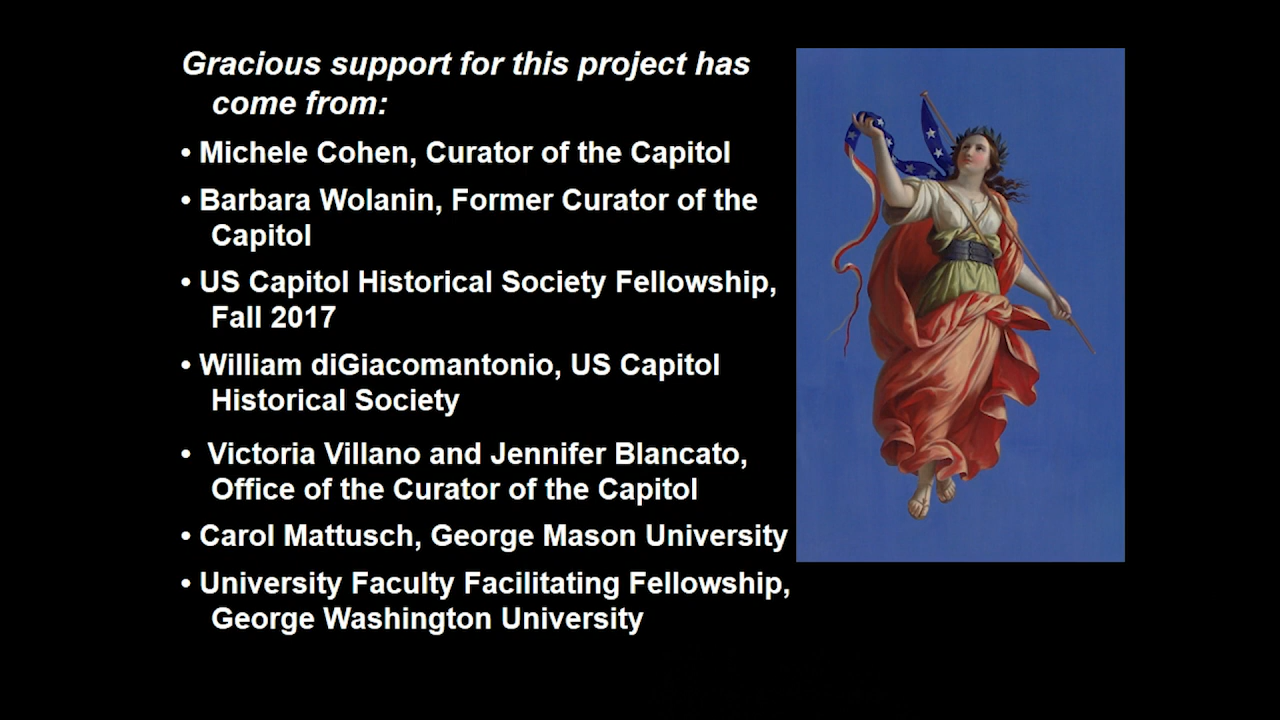 Gracious support for this project has
come from:
• Michele Cohen, Curator of the Capitol
• Barbara Wolanin, Former Curator of the
Capitol
• US Capitol Historical Society Fellowship,
Fall 2017
• William diGiacomantonio, US Capitol
Historical Society
• Victoria Villano and Jennifer Blancato,
Office of the Curator of the Capitol
• Carol Mattusch, George Mason University
• University Faculty Facilitating Fellowship,
George Washington University